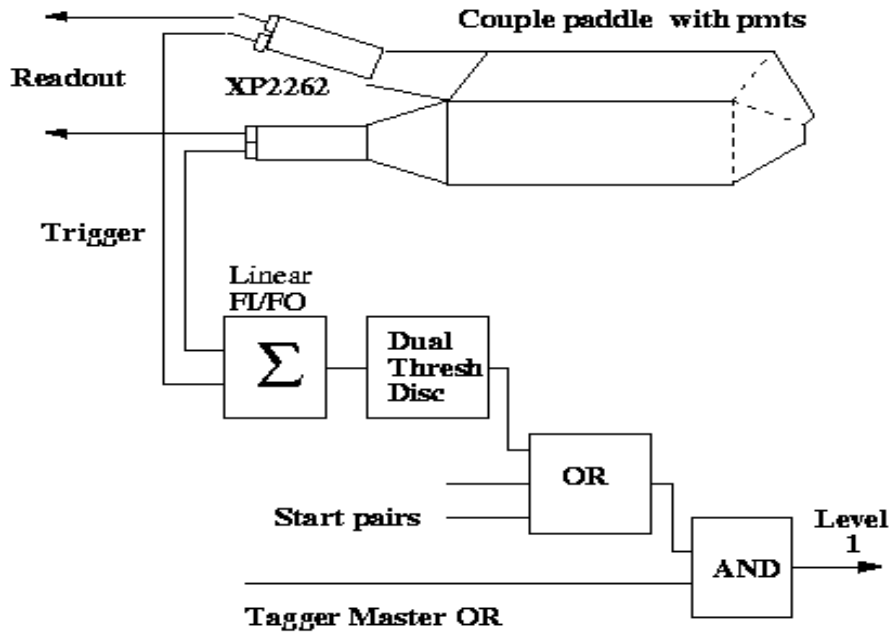 Couple paddle with pmts
Readout
XP2262
Trigger
Linear
FI/FO
Σ
Dual
Thresh
Disc
OR
Start pairs
Level
1
AND
Tagger Master OR